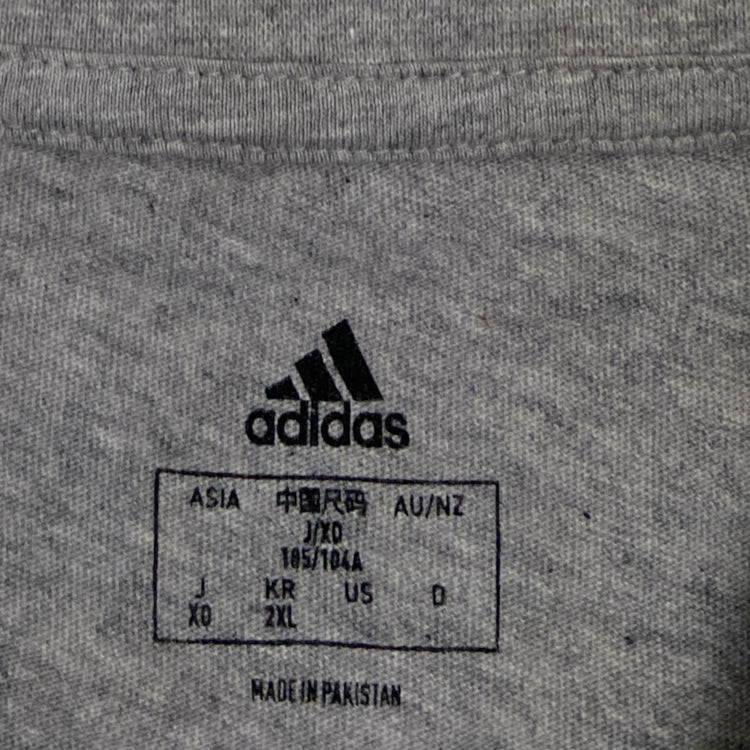 adidas
ASIA 中国尺码 AU/NZ
J/XO
185/104A
J KR US D
XO 2XL
MADE IN PAKISTAN